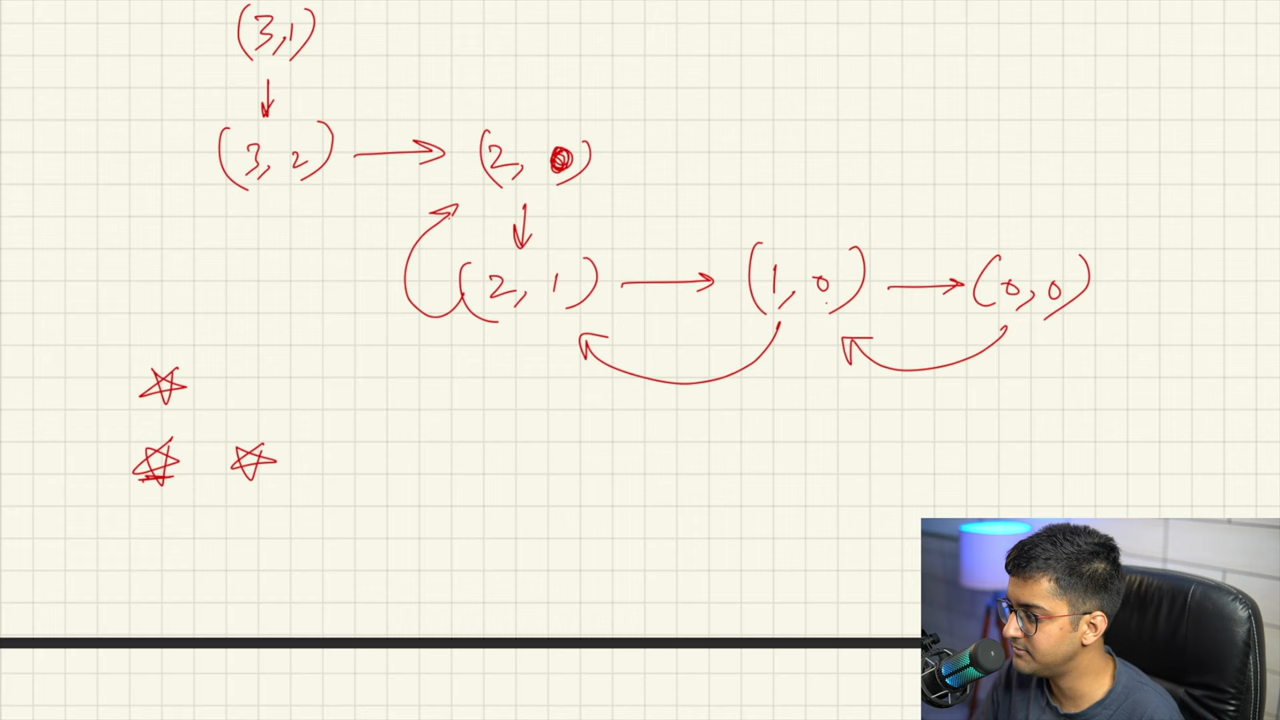 (3,1)
(3, 2) (2, 0)
(2, 1) (1, 0) (0, 0)